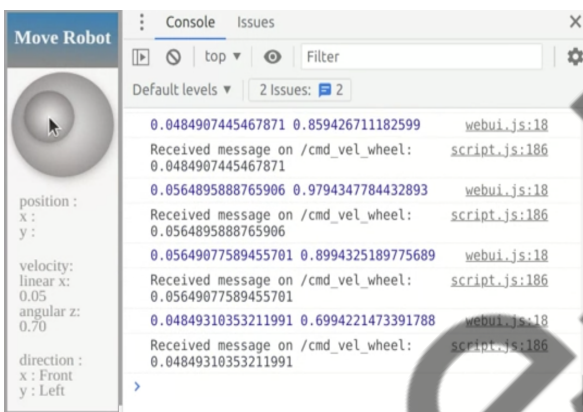 Move Robot
position :
x :
y :
velocity:
linear x:
0.05
angular z:
0.70
direction :
x : Front
y : Left
Console Issues
top ▼ Filter
Default levels ▼ 2 Issues: 2
0.0484907445467871 0.859426711182599 webui.js:18
Received message on /cmd_vel_wheel: script.js:186
0.0484907445467871
0.0564895888765906 0.9794347784432893 webui.js:18
Received message on /cmd_vel_wheel: script.js:186
0.0564895888765906
0.05649077589455701 0.8994325189775689 webui.js:18
Received message on /cmd_vel_wheel: script.js:186
0.05649077589455701
0.04849310353211991 0.6994221473391788 webui.js:18
Received message on /cmd_vel_wheel: script.js:186
0.04849310353211991